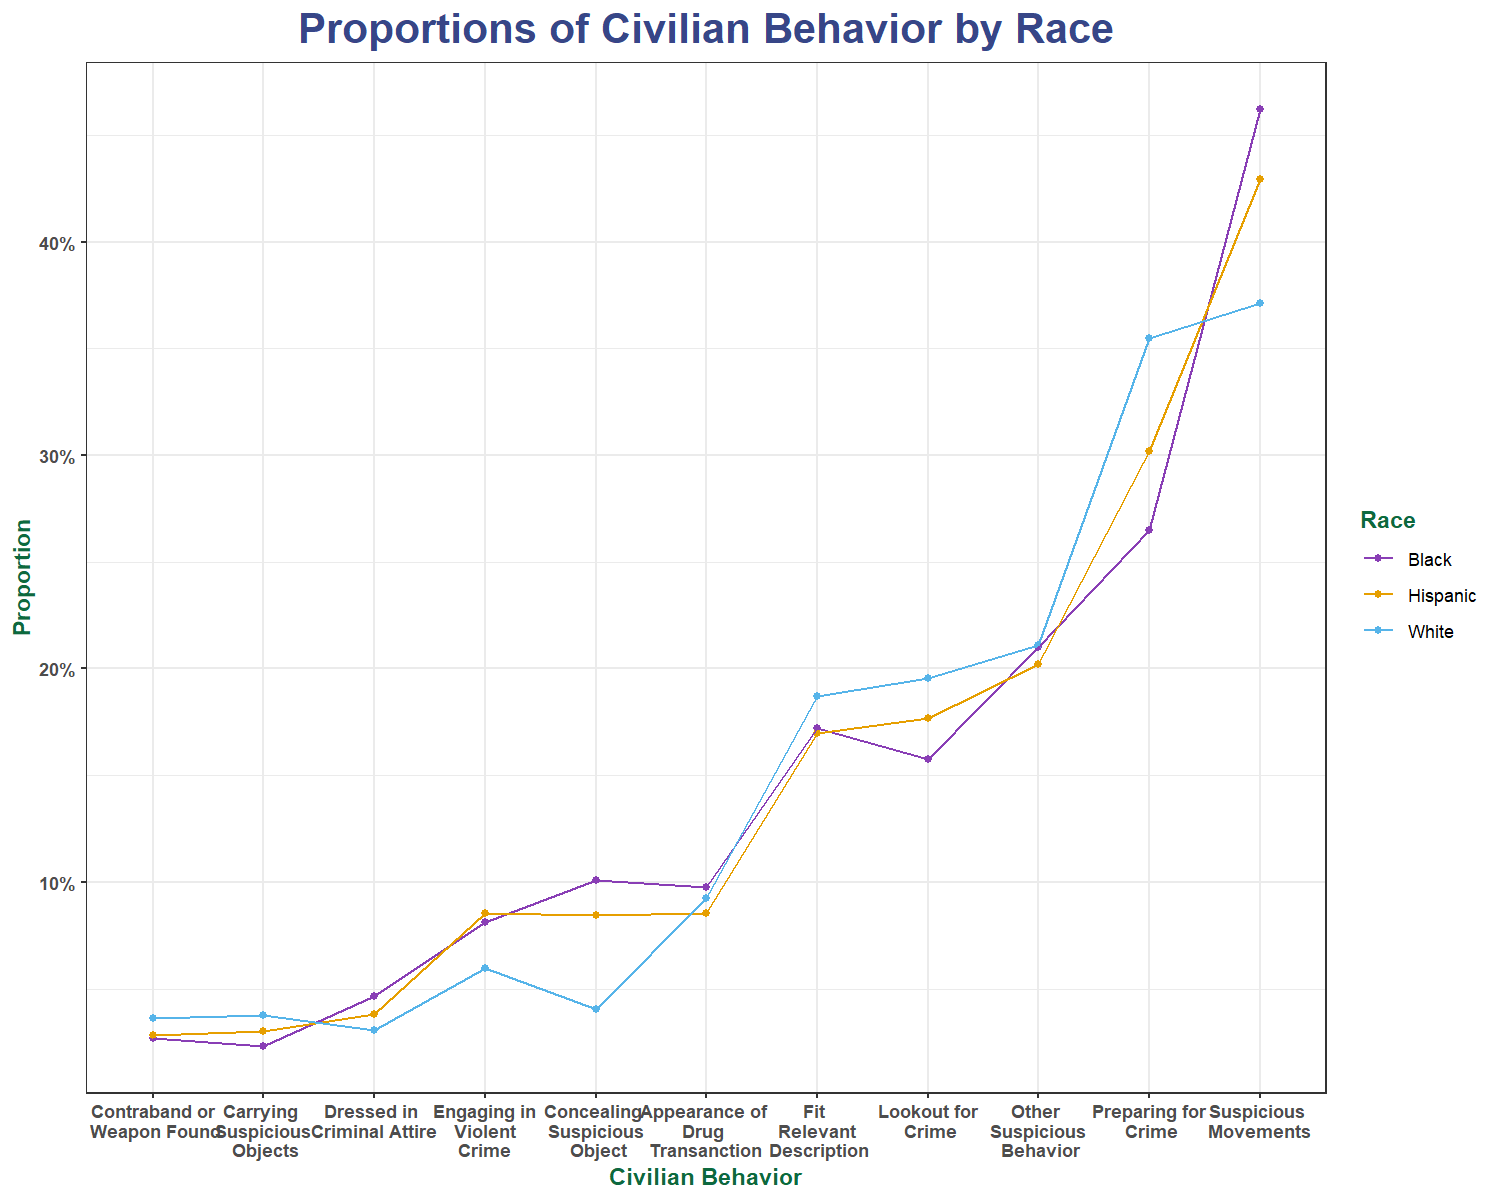 Proportions of Civilian Behavior by Race
40%
30%
20%
10%
Proportion
Contraband or
Weapon Found
Carrying
Suspicious
Objects
Dressed in
Criminal Attire
Engaging in
Violent
Crime
Concealing
Suspicious
Object
Appearance of
Drug
Transanction
Fit
Relevant
Description
Lookout for
Crime
Other
Suspicious
Behavior
Preparing for
Crime
Suspicious
Movements
Civilian Behavior
Race
Black
Hispanic
White